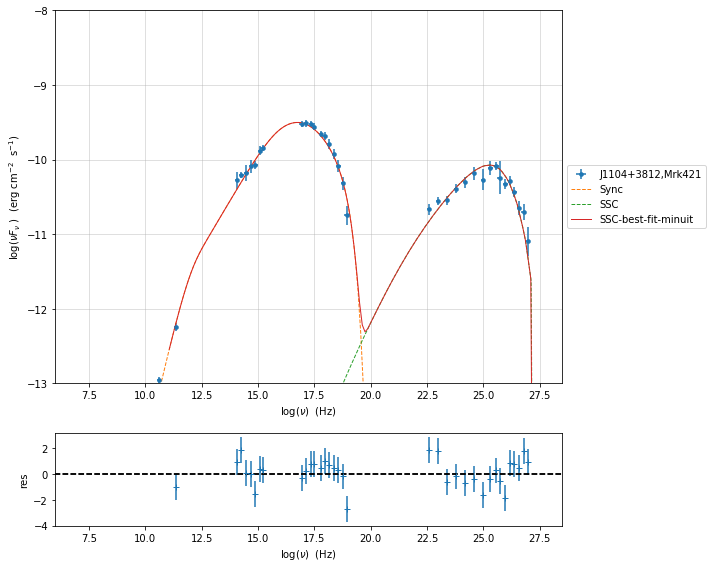 −8
−9
−10
−11
−12
−13
log(νFν ) (erg cm−2 s−1)
7.5 10.0 12.5 15.0 17.5 20.0 22.5 25.0 27.5
log(ν) (Hz)
J1104+3812,Mrk421
Sync
SSC
SSC-best-fit-minuit
2
0
−2
−4
res
7.5 10.0 12.5 15.0 17.5 20.0 22.5 25.0 27.5
log(ν) (Hz)